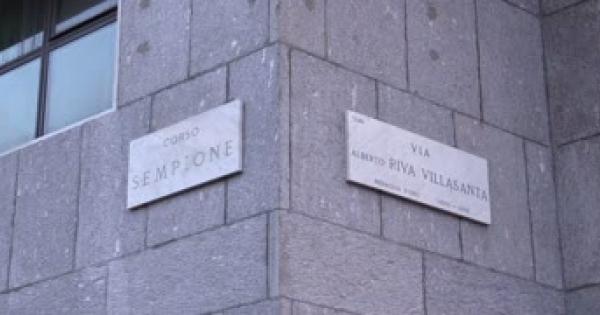 CORSO
SEMPIONE
VIA
ALBERTO RIVA VILLASANTA